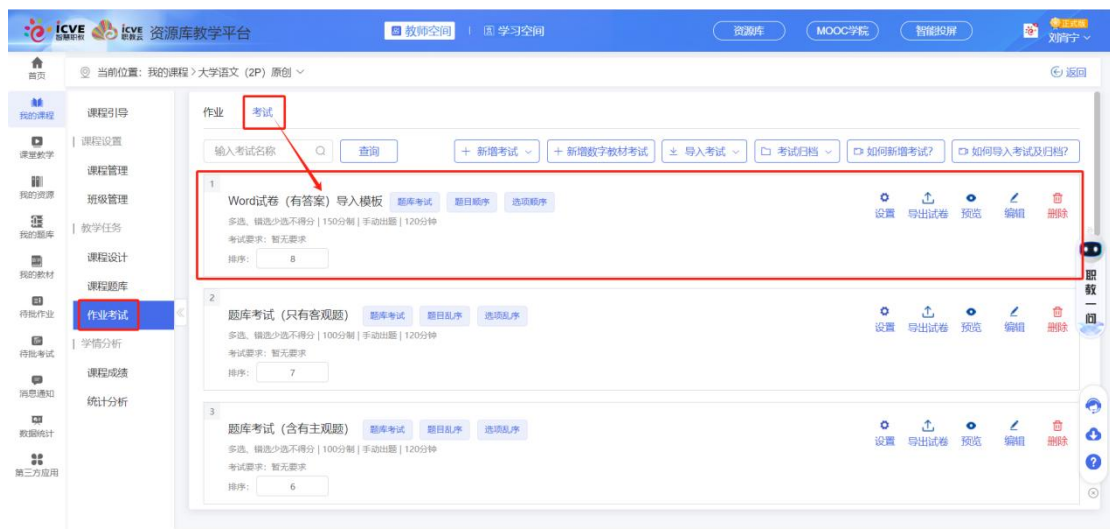 icve 智慧职教 icve 职教云 资源库教学平台 教师空间 学习空间 资源库 MOOC学院 智能投屏 正式版 刘宵宁
首页 当前位置：我的课程 > 大学语文（2P）原创 返回
我的课程
课堂教学
我的资源
我的题库
我的教材
待批作业
待批考试
消息通知
数据统计
第三方应用
课程引导
课程设置
课程管理
班级管理
教学任务
课程设计
课程题库
作业考试
学情分析
课程成绩
统计分析
作业 考试
输入考试名称 查询 + 新增考试 + 新增数字教材考试 导入考试 考试归档 如何新增考试? 如何导入考试及归档?
1
Word试卷（有答案）导入模板 题库考试 题目顺序 选项顺序 设置 导出试卷 预览 编辑 删除
多选、错选少选不得分 | 150分制 | 手动出题 | 120分钟
考试要求：暂无要求
排序： 8
2
题库考试（只有客观题） 题库考试 题目乱序 选项乱序 设置 导出试卷 预览 编辑 删除
多选、错选少选不得分 | 100分制 | 手动出题 | 120分钟
考试要求：暂无要求
排序： 7
3
题库考试（含有主观题） 题库考试 题目乱序 选项乱序 设置 导出试卷 预览 编辑 删除
多选、错选少选不得分 | 100分制 | 手动出题 | 120分钟
考试要求：暂无要求
排序： 6
职教一问